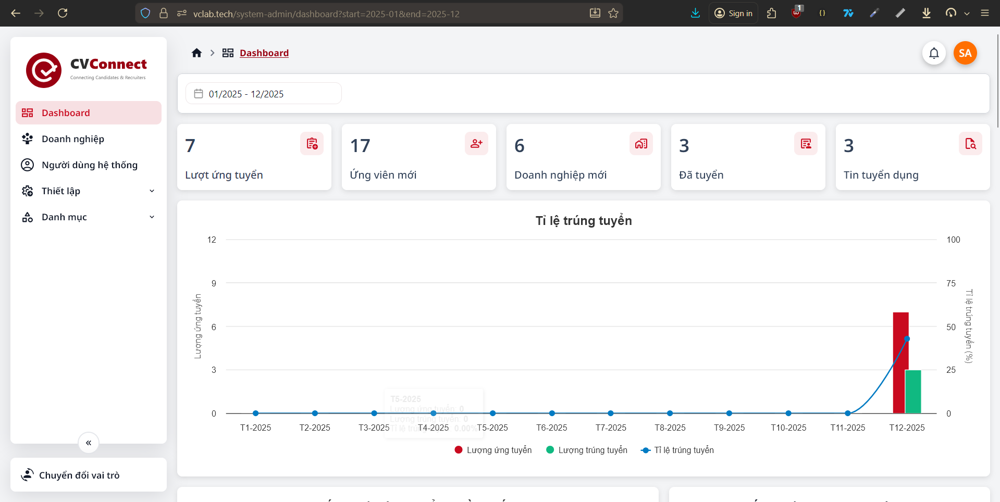 vclab.tech/system-admin/dashboard?start=2025-01&end=2025-12
Sign in
1
CVConnect
Connecting Candidates & Recruiters
Dashboard
Doanh nghiệp
Người dùng hệ thống
Thiết lập
Danh mục
Chuyển đổi vai trò
Dashboard
SA
01/2025 - 12/2025
7
Lượt ứng tuyển
17
Ứng viên mới
6
Doanh nghiệp mới
3
Đã tuyển
3
Tin tuyển dụng
Tỉ lệ trúng tuyển
12
9
6
3
0
Lượng ứng tuyển
100
75
50
25
0
Tỉ lệ trúng tuyển (%)
T5-2025
Lượng ứng tuyển: 0
Lượng trúng tuyển: 0
Tỉ lệ trúng tuyển: 0.00%
T1-2025
T2-2025
T3-2025
T4-2025
T5-2025
T6-2025
T7-2025
T8-2025
T9-2025
T10-2025
T11-2025
T12-2025
Lượng ứng tuyển
Lượng trúng tuyển
Tỉ lệ trúng tuyển